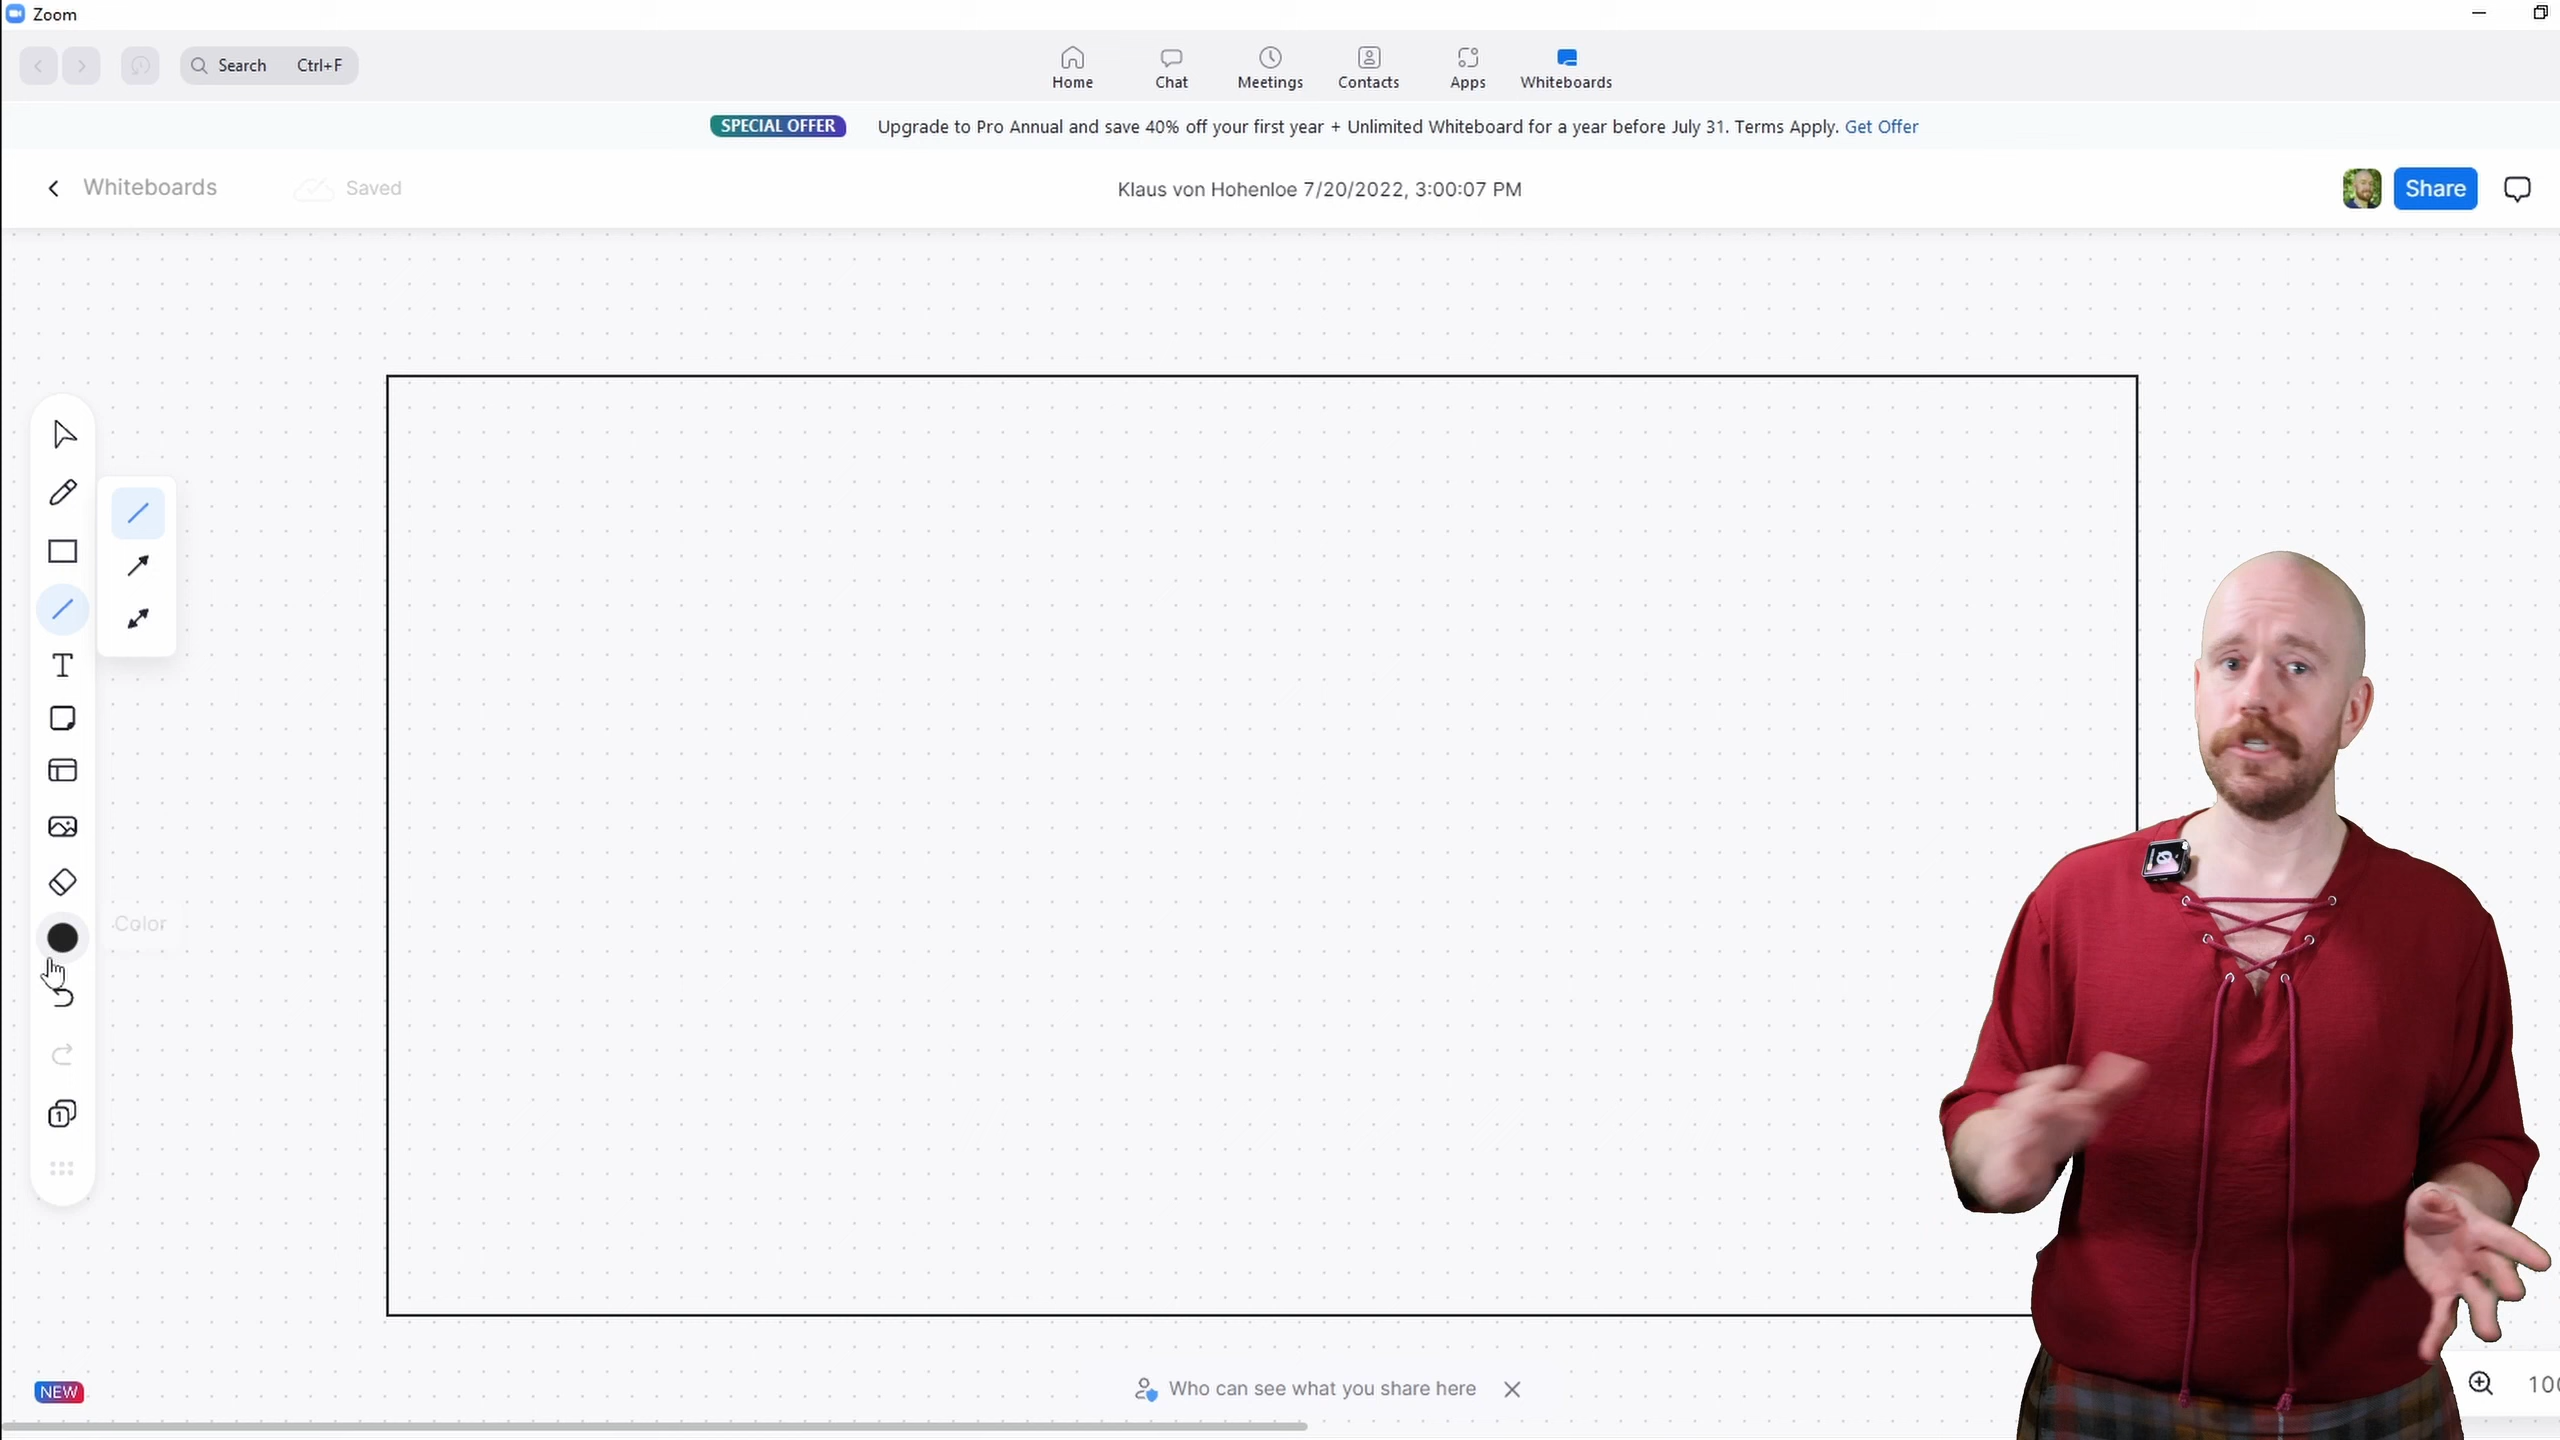 Zoom
Search Ctrl+F
Home Chat Meetings Contacts Apps Whiteboards
SPECIAL OFFER Upgrade to Pro Annual and save 40% off your first year + Unlimited Whiteboard for a year before July 31. Terms Apply. Get Offer
Whiteboards Saved Klaus von Hohenloe 7/20/2022, 3:00:07 PM Share
T
Color
1
Who can see what you share here
NEW